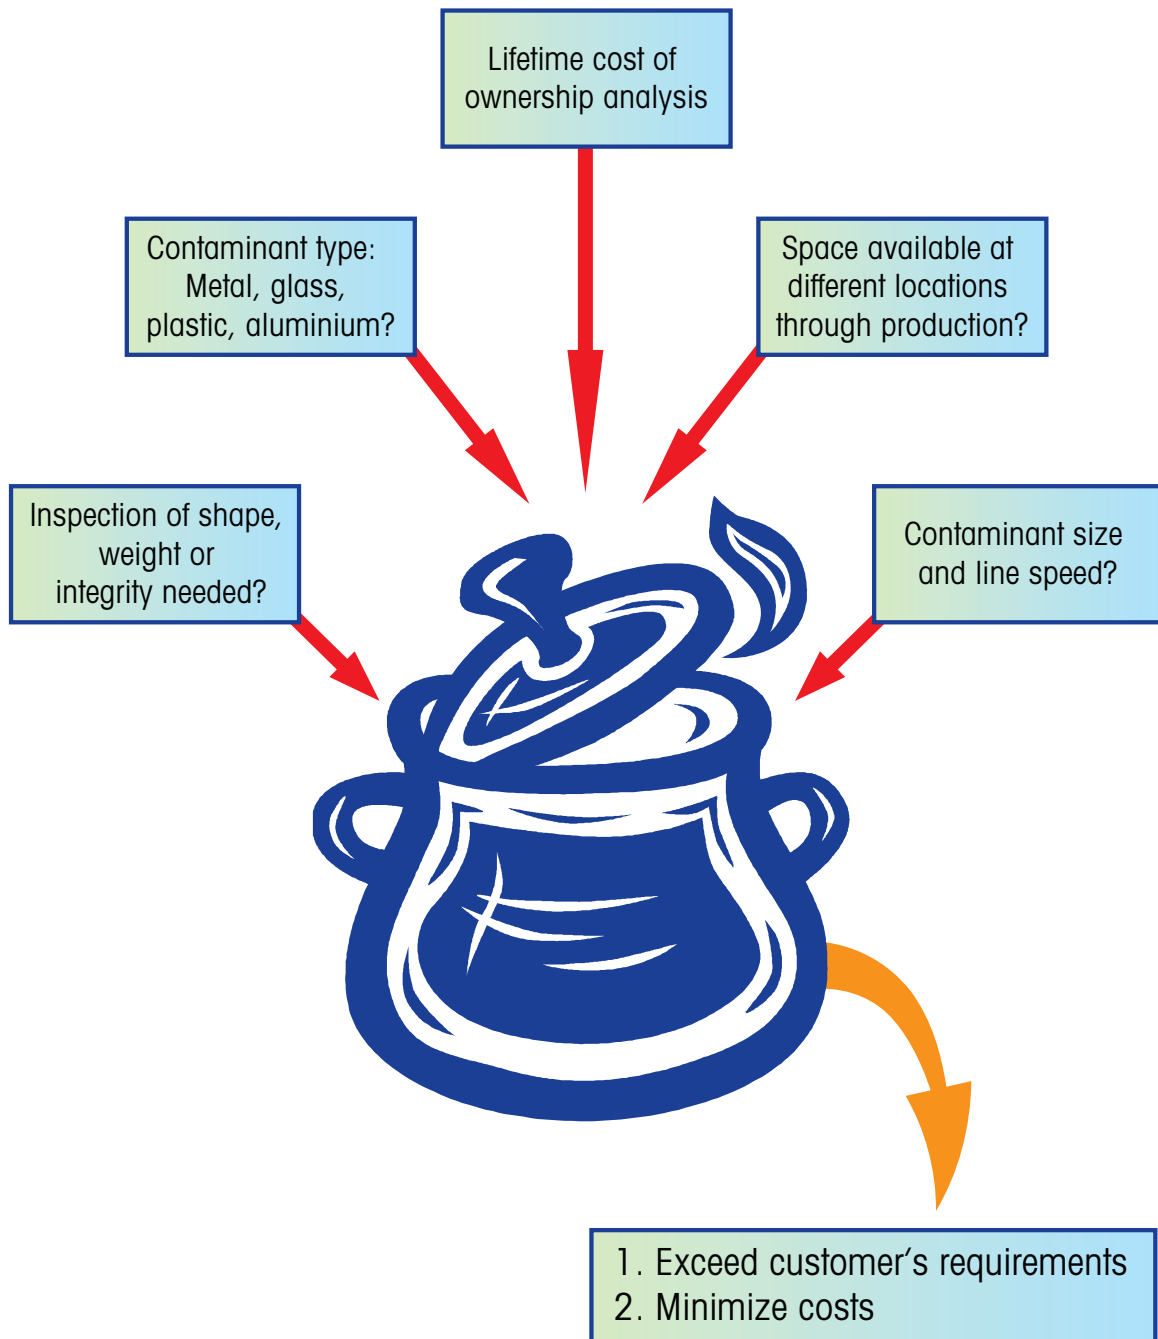 Lifetime cost of
ownership analysis
Contaminant type:
Metal, glass,
plastic, aluminium?
Space available at
different locations
through production?
Inspection of shape,
weight or
integrity needed?
Contaminant size
and line speed?
1. Exceed customer’s requirements
2. Minimize costs